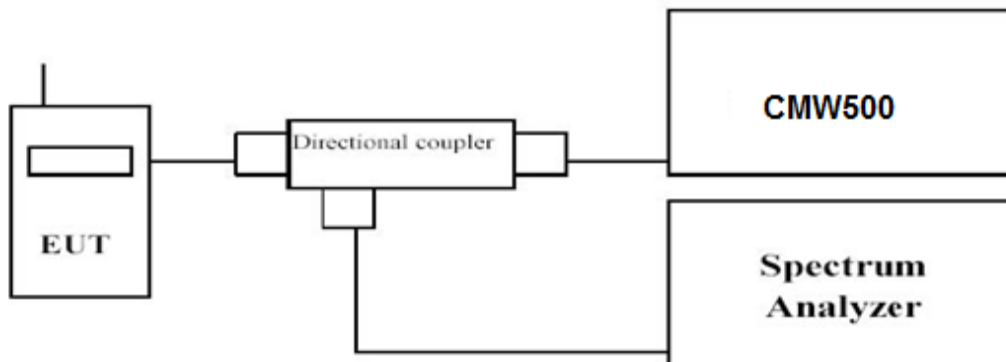 EUT
Directional coupler
CMW500
Spectrum
Analyzer